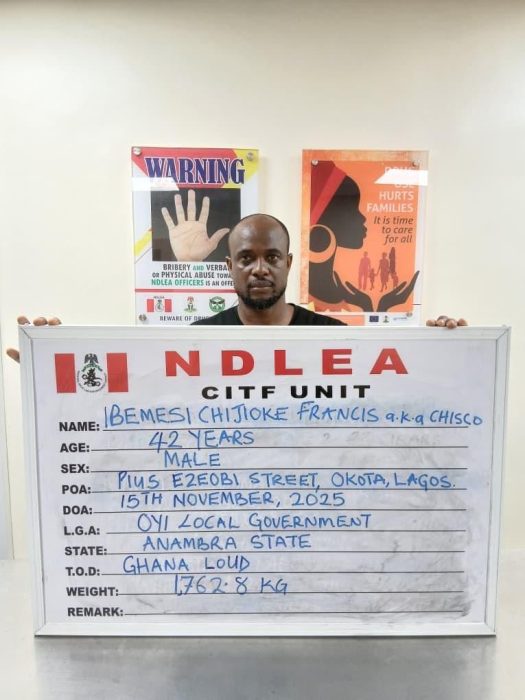 WARNING
BRIBERY AND VERBAL
OR PHYSICAL ABUSE
NDLEA OFFICERS IS AN
BEWARE OF
HURTS
FAMILIES
It is time
to care
for all
NDLEA
CITF UNIT
NAME: IBEMESI CHIJIOKE FRANCIS a.k.a CHISCO
AGE: 42 YEARS
SEX: MALE
POA: PIUS EZEOBI STREET, OKOTA, LAGOS.
DOA: 15TH NOVEMBER, 2025
L.G.A: OYI LOCAL GOVERNMENT
STATE: ANAMBRA STATE
T.O.D: GHANA LOUD
WEIGHT: 1,762.8 KG
REMARK: